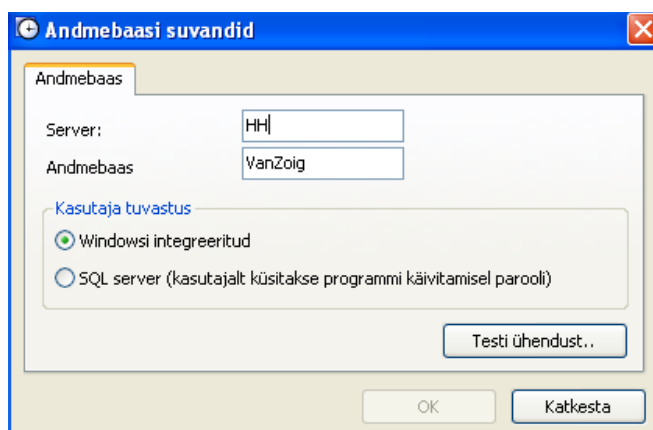 Andmebaasi suvandid
Andmebaas
Server: HH
Andmebaas VanZoig
Kasutaja tuvastus
Windowsi integreeritud
SQL server (kasutajalt küsitakse programmi käivitamisel parooli)
Testi ühendust..
OK Katkesta